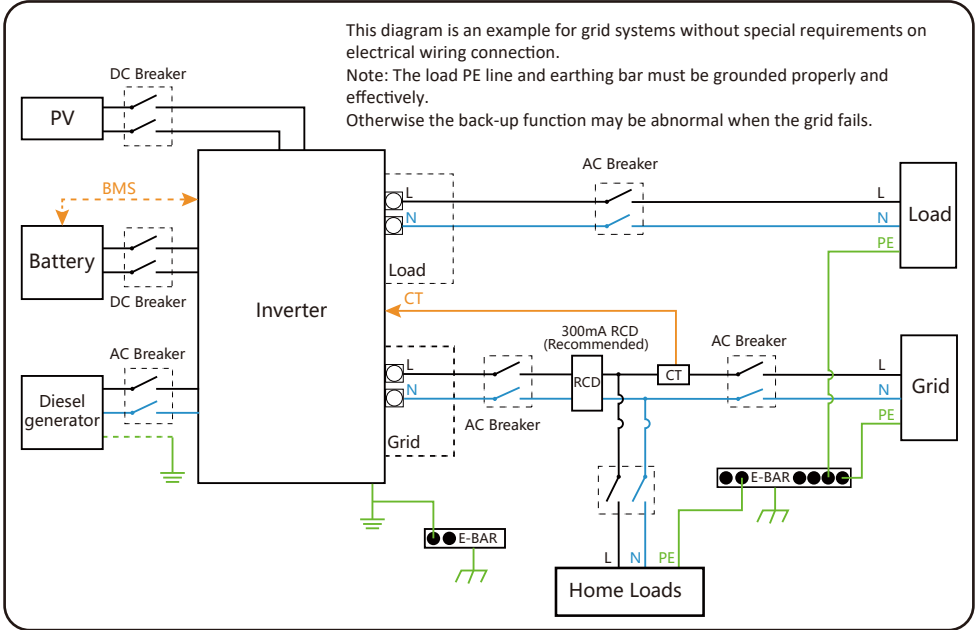 This diagram is an example for grid systems without special requirements on
electrical wiring connection.
Note: The load PE line and earthing bar must be grounded properly and
effectively.
Otherwise the back-up function may be abnormal when the grid fails.
DC Breaker
PV
BMS
Battery
DC Breaker
AC Breaker
Diesel
generator
Inverter
L
N
Load
AC Breaker
L
N
PE
Load
CT
L
N
Grid
AC Breaker
300mA RCD
(Recommended)
RCD
CT
AC Breaker
L
N
PE
Grid
E-BAR
E-BAR
L
N
PE
Home Loads